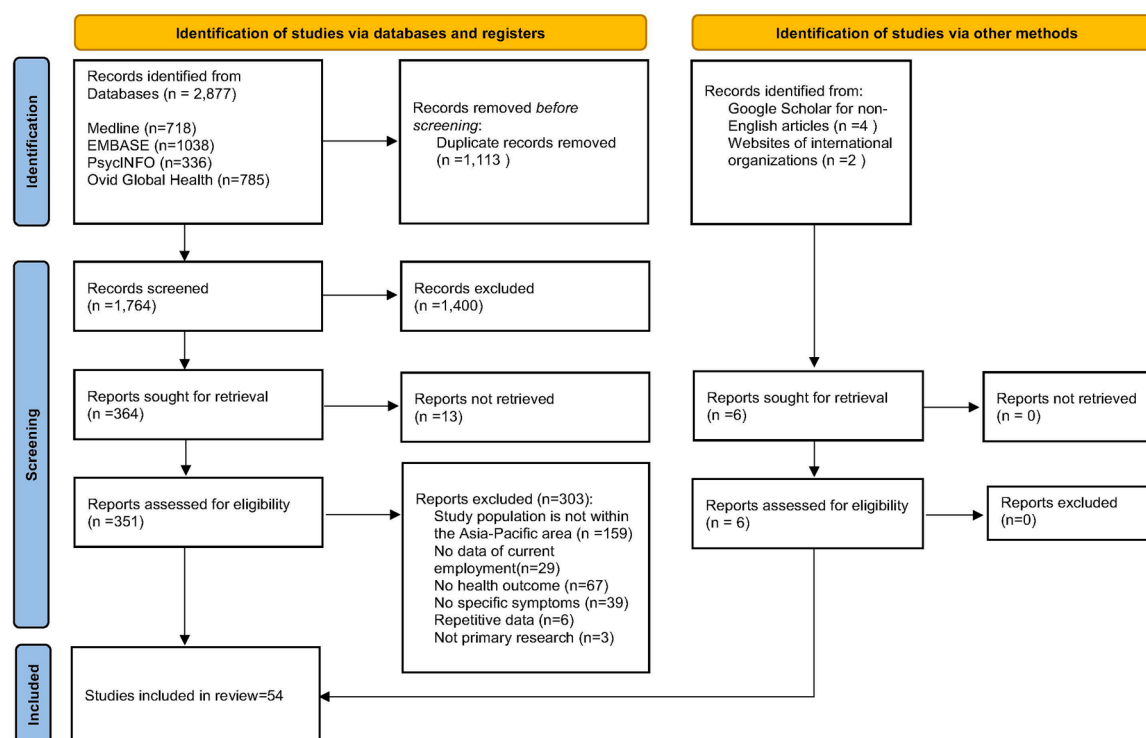 Identification of studies via databases and registers
Identification of studies via other methods
Identification
Records identified from
Databases (n = 2,877)
Medline (n=718)
EMBASE (n=1038)
PsycINFO (n=336)
Ovid Global Health (n=785)
Records removed before
screening:
Duplicate records removed
(n =1,113 )
Records identified from:
Google Scholar for non-
English articles (n =4 )
Websites of international
organizations (n =2 )
Screening
Records screened
(n =1,764)
Records excluded
(n =1,400)
Reports sought for retrieval
(n =364)
Reports not retrieved
(n =13)
Reports sought for retrieval
(n =6)
Reports not retrieved
(n = 0)
Reports assessed for eligibility
(n =351)
Reports excluded (n=303):
Study population is not within
the Asia-Pacific area (n =159)
No data of current
employment(n=29)
No health outcome (n=67)
No specific symptoms (n=39)
Repetitive data (n=6)
Not primary research (n=3)
Reports assessed for eligibility
(n = 6)
Reports excluded
(n=0)
Included
Studies included in review=54